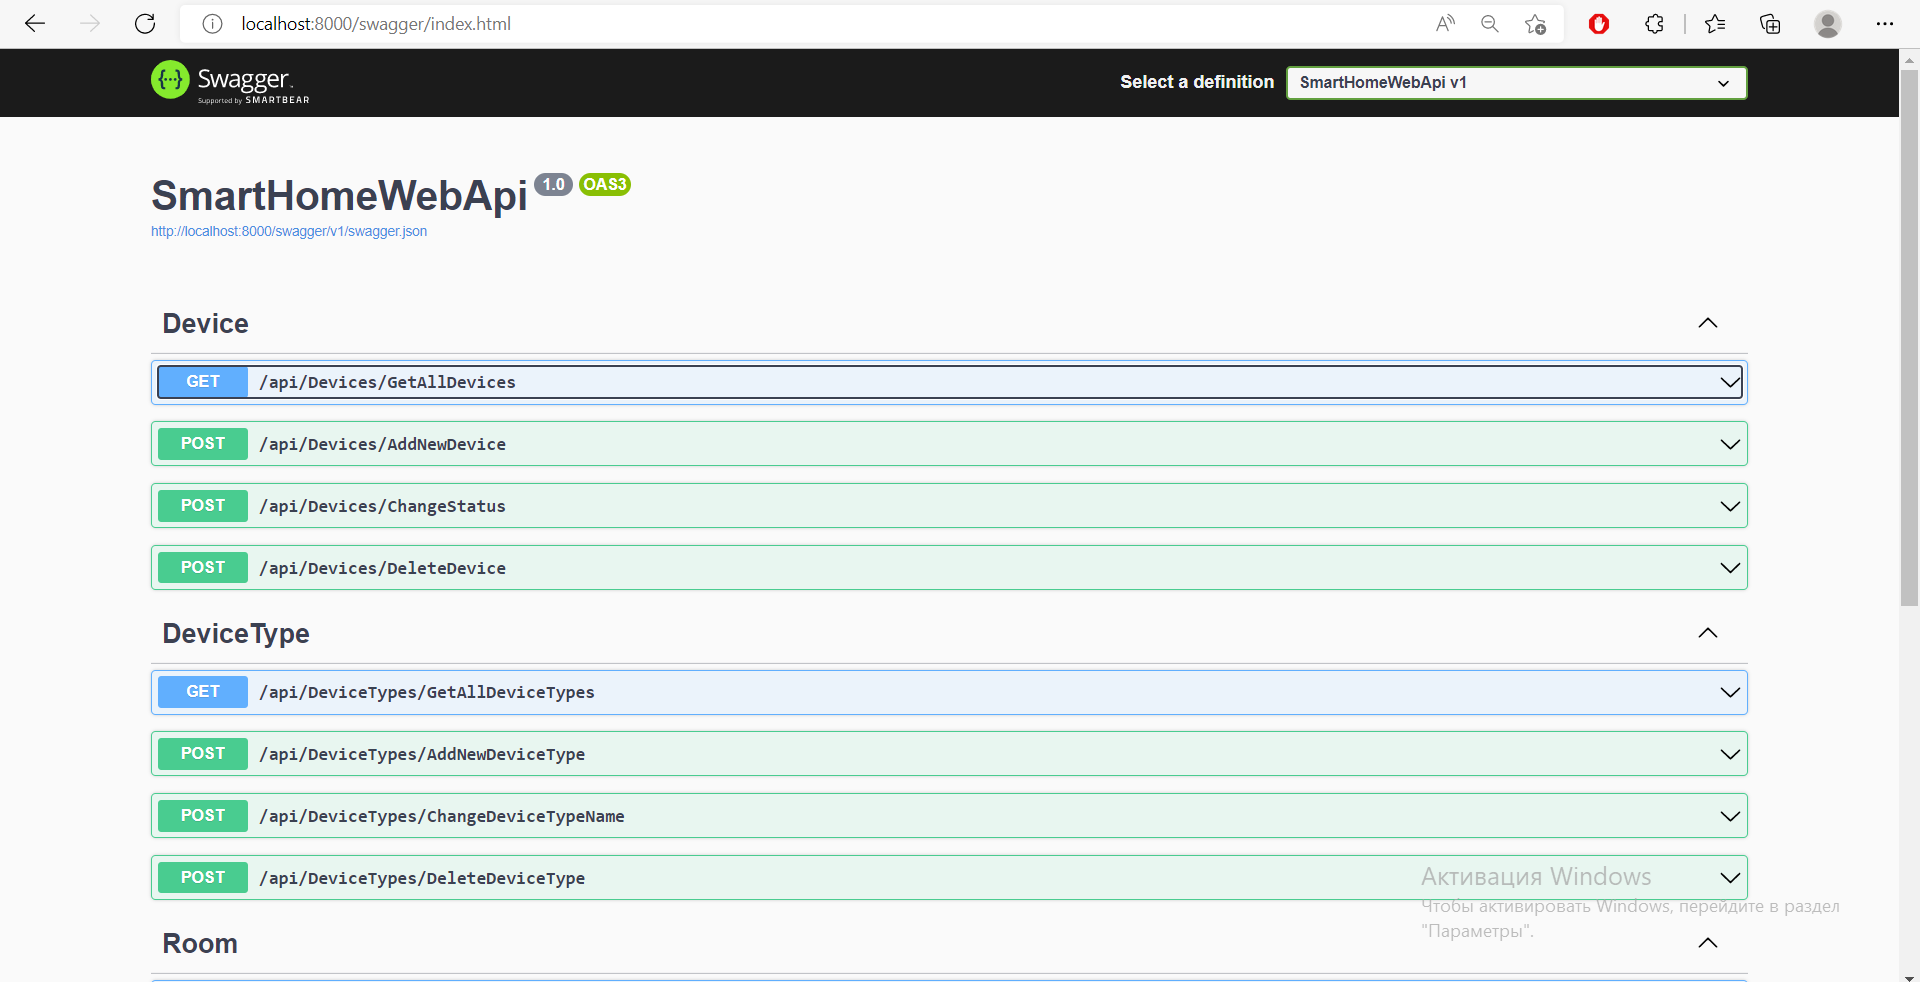 localhost:8000/swagger/index.html
Swagger
Supported by SMARTBEAR
Select a definition
SmartHomeWebApi v1
SmartHomeWebApi 1.0 OAS3
http://localhost:8000/swagger/v1/swagger.json
Device
GET /api/Devices/GetAllDevices
POST /api/Devices/AddNewDevice
POST /api/Devices/ChangeStatus
POST /api/Devices/DeleteDevice
DeviceType
GET /api/DeviceTypes/GetAllDeviceTypes
POST /api/DeviceTypes/AddNewDeviceType
POST /api/DeviceTypes/ChangeDeviceTypeName
POST /api/DeviceTypes/DeleteDeviceType
Активация Windows
Чтобы активировать Windows, перейдите в раздел
"Параметры".
Room